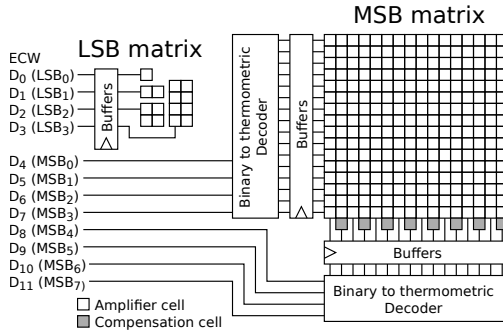 MSB matrix
LSB matrix
ECW
D0 (LSB0)
D1 (LSB1)
D2 (LSB2)
D3 (LSB3)
Buffers
Binary to thermometric
Decoder
Buffers
D4 (MSB0)
D5 (MSB1)
D6 (MSB2)
D7 (MSB3)
D8 (MSB4)
D9 (MSB5)
D10 (MSB6)
D11 (MSB7)
Buffers
Binary to thermometric
Decoder
Amplifier cell
Compensation cell